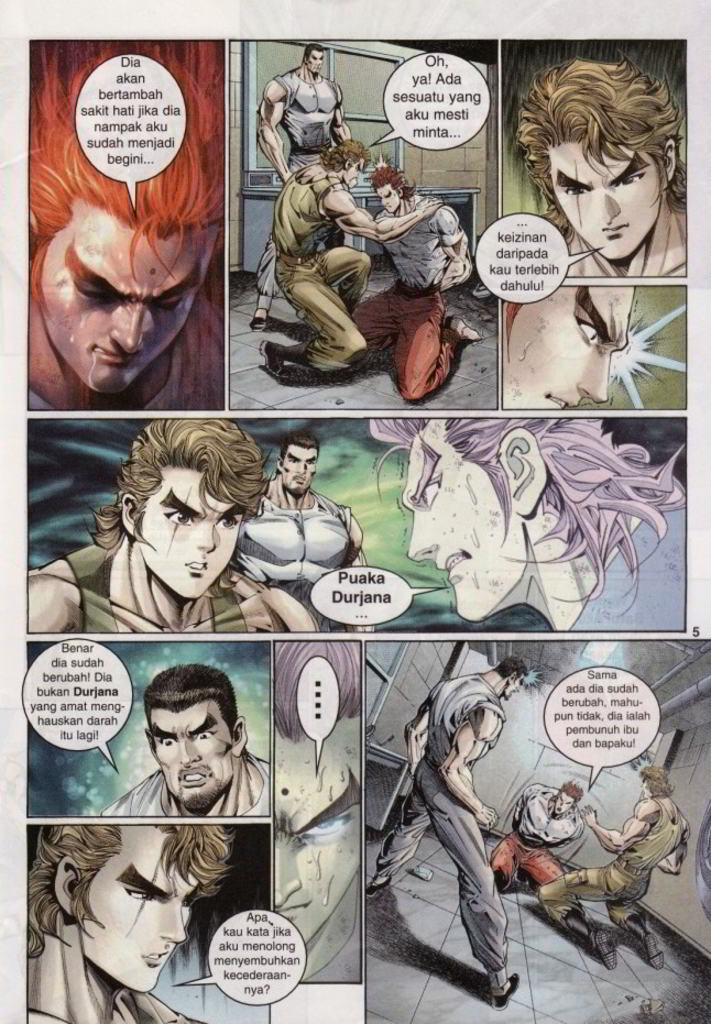 Dia
akan
bertambah
sakit hati jika dia
nampak aku
sudah menjadi
begini...
Oh,
ya! Ada
sesuatu yang
aku mesti
minta...
...
keizinan
daripada
kau terlebih
dahulu!
Puaka
Durjana
...
5
Benar
dia sudah
berubah! Dia
bukan Durjana
yang amat meng-
hauskan darah
itu lagi!
....
Sama
ada dia sudah
berubah, mahu-
pun tidak, dia ialah
pembunuh ibu
dan bapaku!
Apa
kau kata jika
aku menolong
menyembuhkan
kecederaan-
nya?